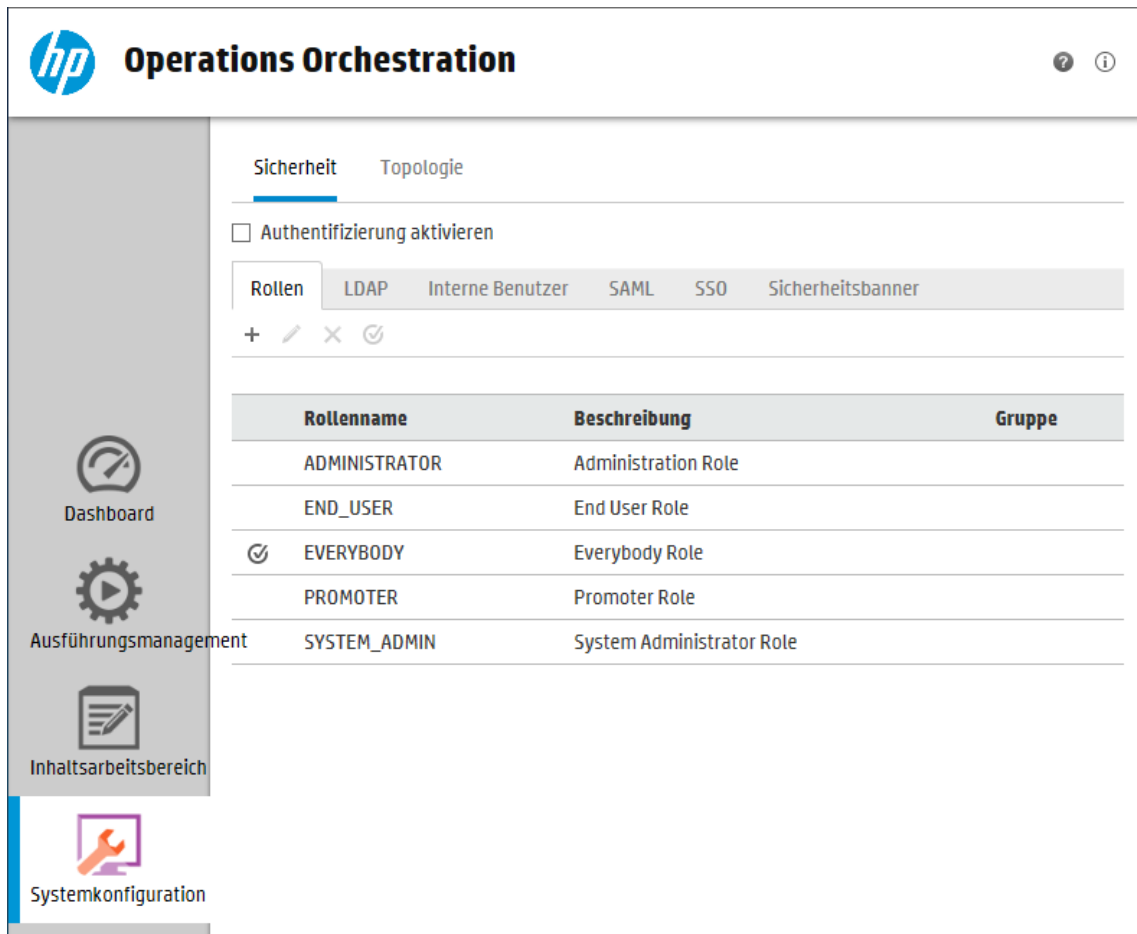 hp Operations Orchestration
Sicherheit Topologie
Authentifizierung aktivieren
Rollen LDAP Interne Benutzer SAML SSO Sicherheitsbanner
Rollenname Beschreibung Gruppe
ADMINISTRATOR Administration Role
END_USER End User Role
EVERYBODY Everybody Role
PROMOTER Promoter Role
SYSTEM_ADMIN System Administrator Role
Dashboard
Ausführungsmanagement
Inhaltsarbeitsbereich
Systemkonfiguration